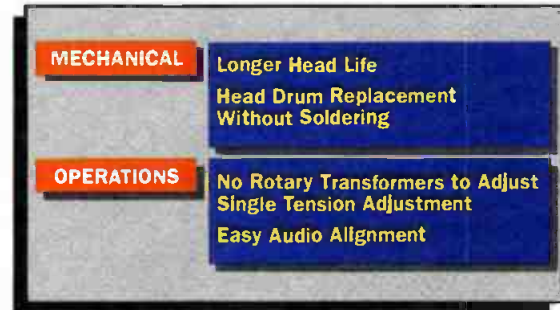 MECHANICAL
Longer Head Life
Head Drum Replacement
Without Soldering
OPERATIONS
No Rotary Transformers to Adjust
Single Tension Adjustment
Easy Audio Alignment